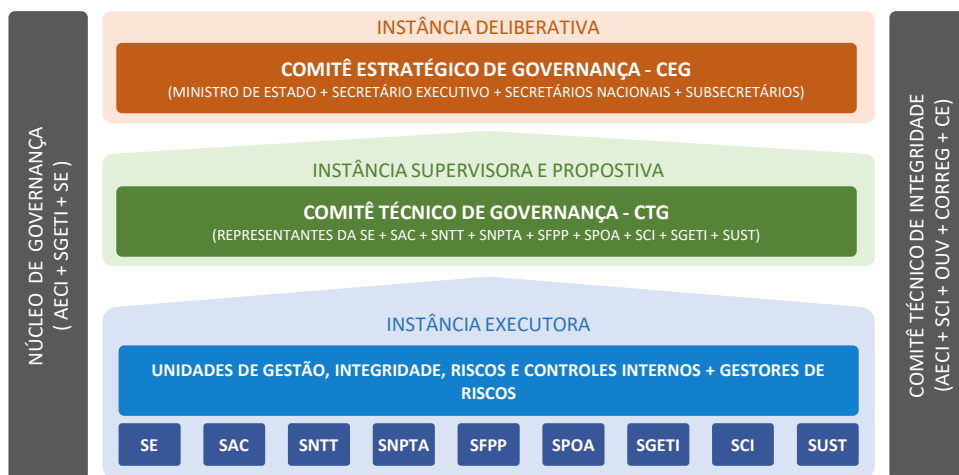 NÚCLEO DE GOVERNANÇA
( AECI + SGETI + SE )
INSTÂNCIA DELIBERATIVA
COMITÊ ESTRATÉGICO DE GOVERNANÇA - CEG
(MINISTRO DE ESTADO + SECRETÁRIO EXECUTIVO + SECRETÁRIOS NACIONAIS + SUBSECRETÁRIOS)
INSTÂNCIA SUPERVISORA E PROPOSTIVA
COMITÊ TÉCNICO DE GOVERNANÇA - CTG
(REPRESENTANTES DA SE + SAC + SNTT + SNPTA + SFPP + SPOA + SCI + SGETI + SUST)
INSTÂNCIA EXECUTORA
UNIDADES DE GESTÃO, INTEGRIDADE, RISCOS E CONTROLES INTERNOS + GESTORES DE
RISCOS
SE
SAC
SNTT
SNPTA
SFPP
SPOA
SGETI
SCI
SUST
COMITÊ TÉCNICO DE INTEGRIDADE
(AECI + SCI + OUV + CORREG + CE)